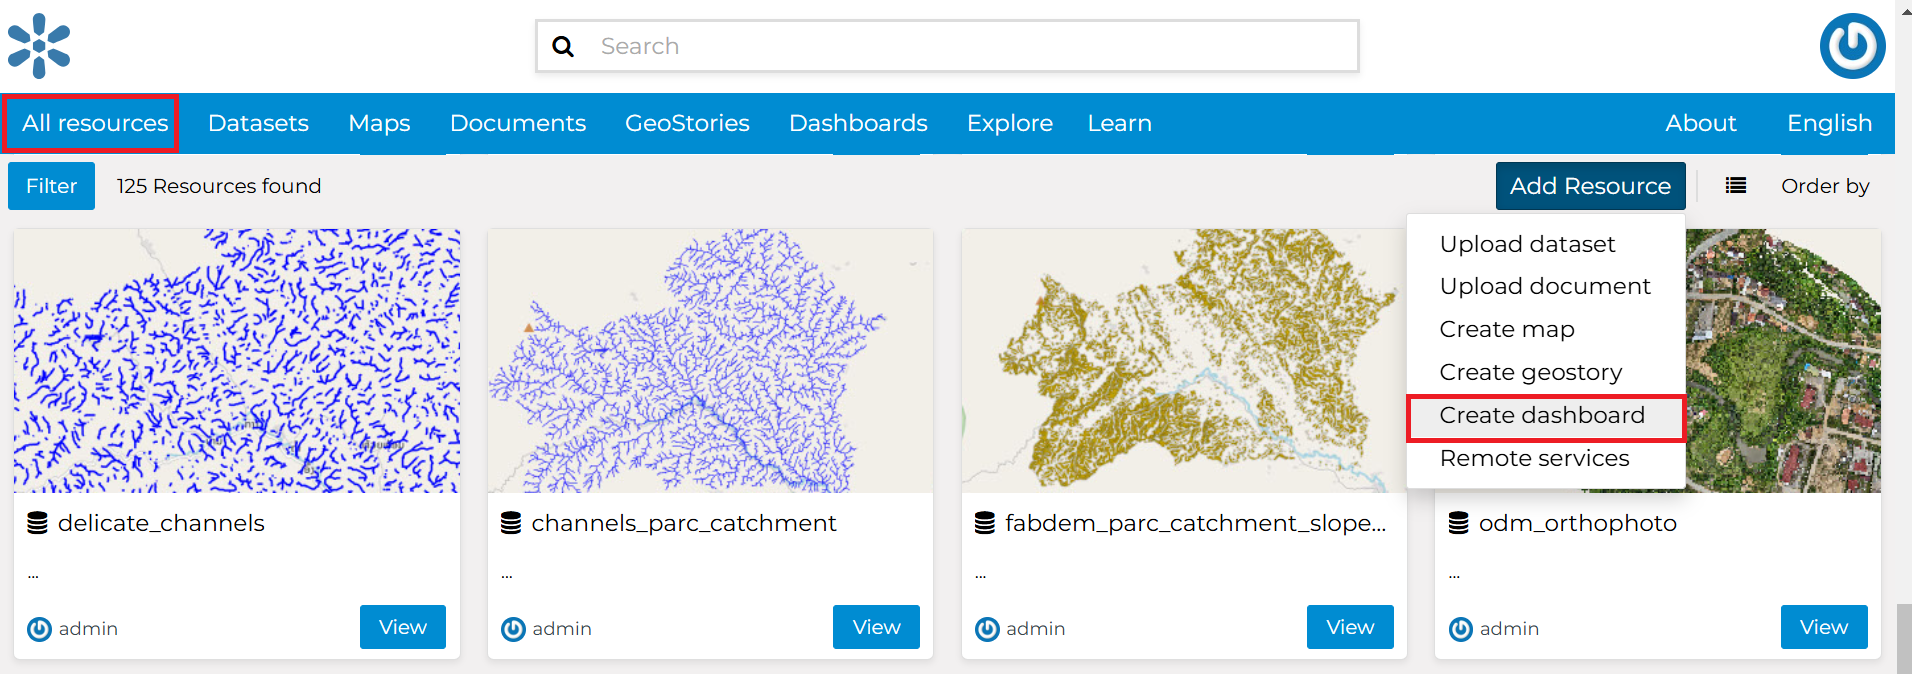 Search
All resources
Datasets
Maps
Documents
GeoStories
Dashboards
Explore
Learn
About
English
Filter
125 Resources found
Add Resource
Order by
Upload dataset
Upload document
Create map
Create geostory
Create dashboard
Remote services
delicate_channels
...
admin
View
channels_parc_catchment
...
admin
View
fabdem_parc_catchment_slope...
...
admin
View
odm_orthophoto
...
admin
View